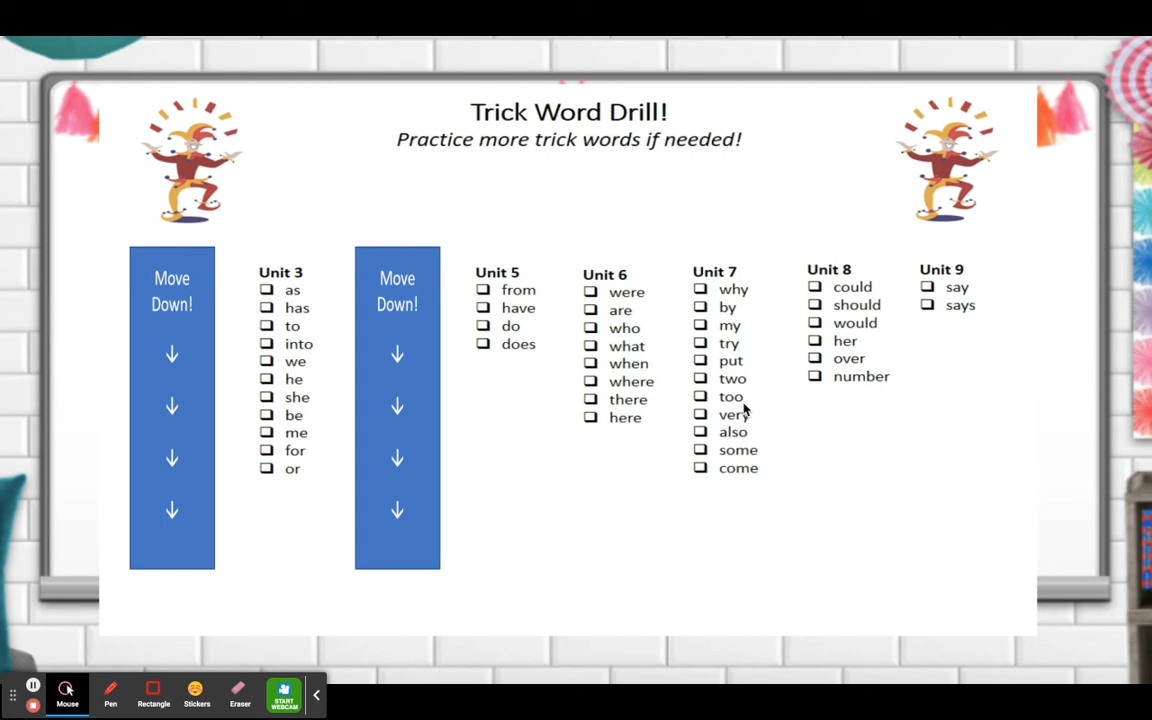 Trick Word Drill!
Practice more trick words if needed!
Move
Down!
↓
↓
↓
↓
Unit 3
as
has
to
into
we
he
she
be
me
for
or
Move
Down!
↓
↓
↓
↓
Unit 5
from
have
do
does
Unit 6
were
are
who
what
when
where
there
here
Unit 7
why
by
my
try
put
two
too
very
also
some
come
Unit 8
could
should
would
her
over
number
Unit 9
say
says
Mouse
Pen
Rectangle
Stickers
Eraser
START
WEBCAM